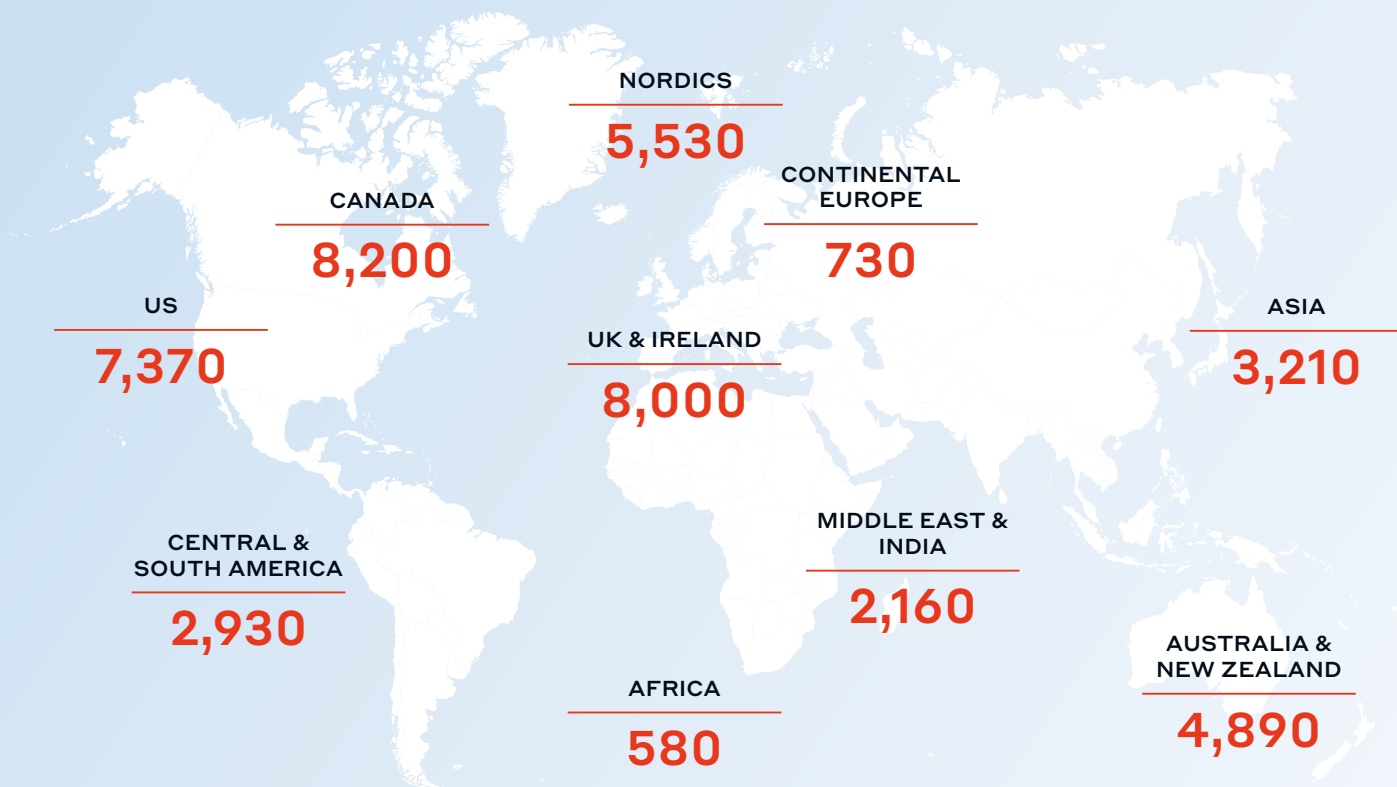 NORDICS
5,530
CONTINENTAL
EUROPE
730
CANADA
8,200
US
7,370
UK & IRELAND
8,000
ASIA
3,210
CENTRAL &
SOUTH AMERICA
2,930
MIDDLE EAST &
INDIA
2,160
AFRICA
580
AUSTRALIA &
NEW ZEALAND
4,890